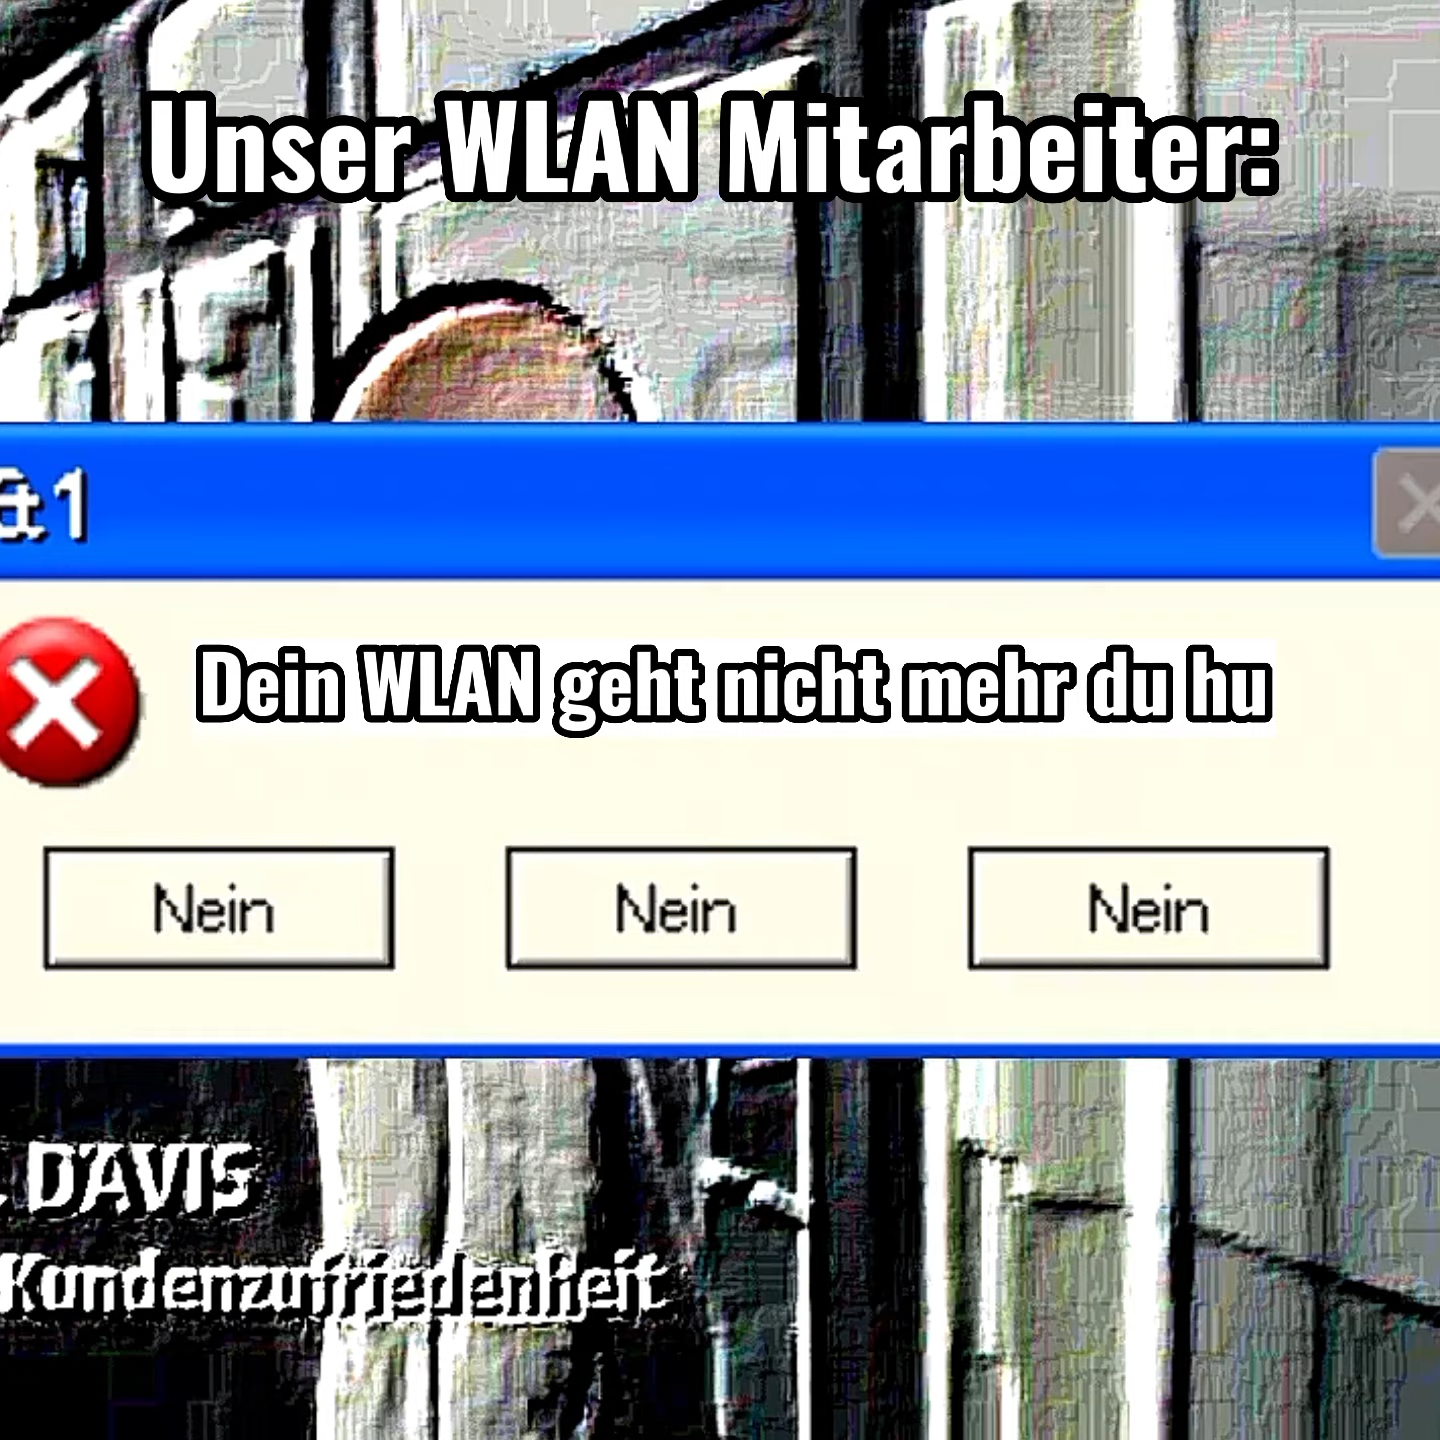 Unser WLAN Mitarbeiter:
&1
Dein WLAN geht nicht mehr du hu
Nein Nein Nein
. DAVIS
Kundenzufriedenheit